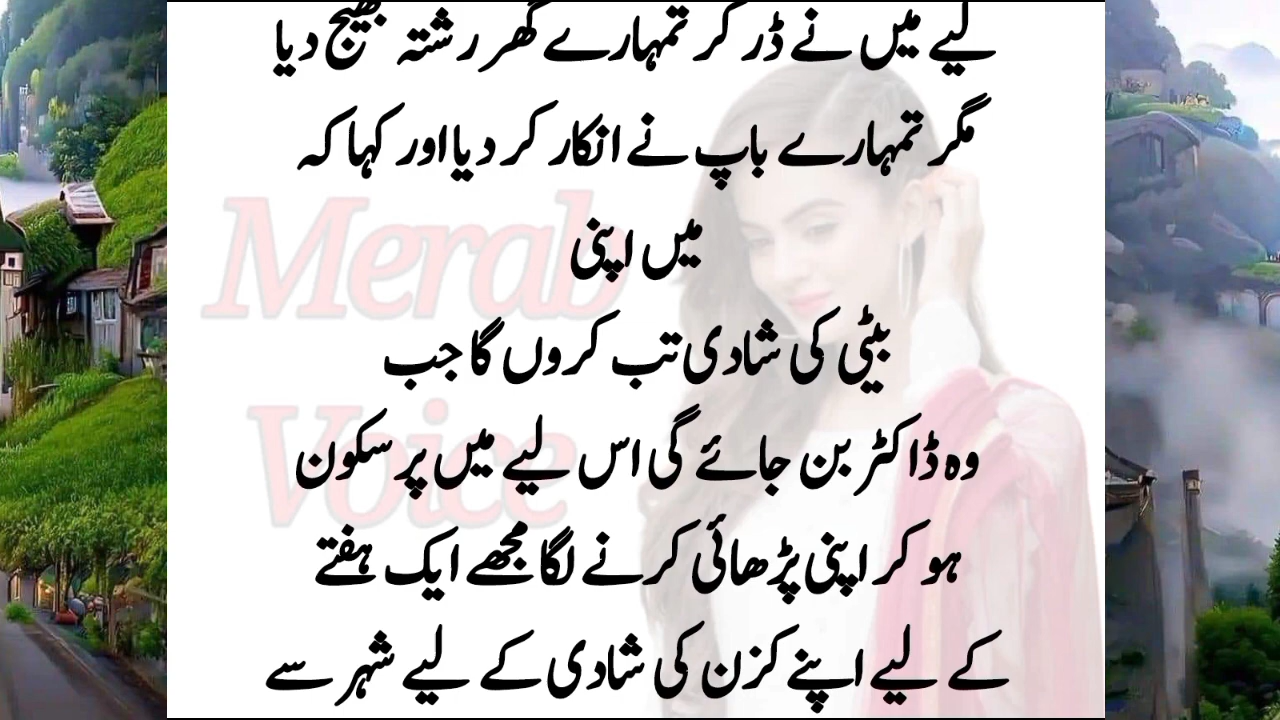 لیے میں نے ڈر کر تمہارے گھر رشتہ بھیج دیا
مگر تمہارے باپ نے انکار کر دیا اور کہا کہ
میں اپنی
بیٹی کی شادی تب کروں گا جب
وہ ڈاکٹر بن جائے گی اس لیے میں پر سکون
ہو کر اپنی پڑھائی کرنے لگا مجھے ایک ہفتے
کے لیے اپنے کزن کی شادی کے لیے شہر سے
Merab
Voice